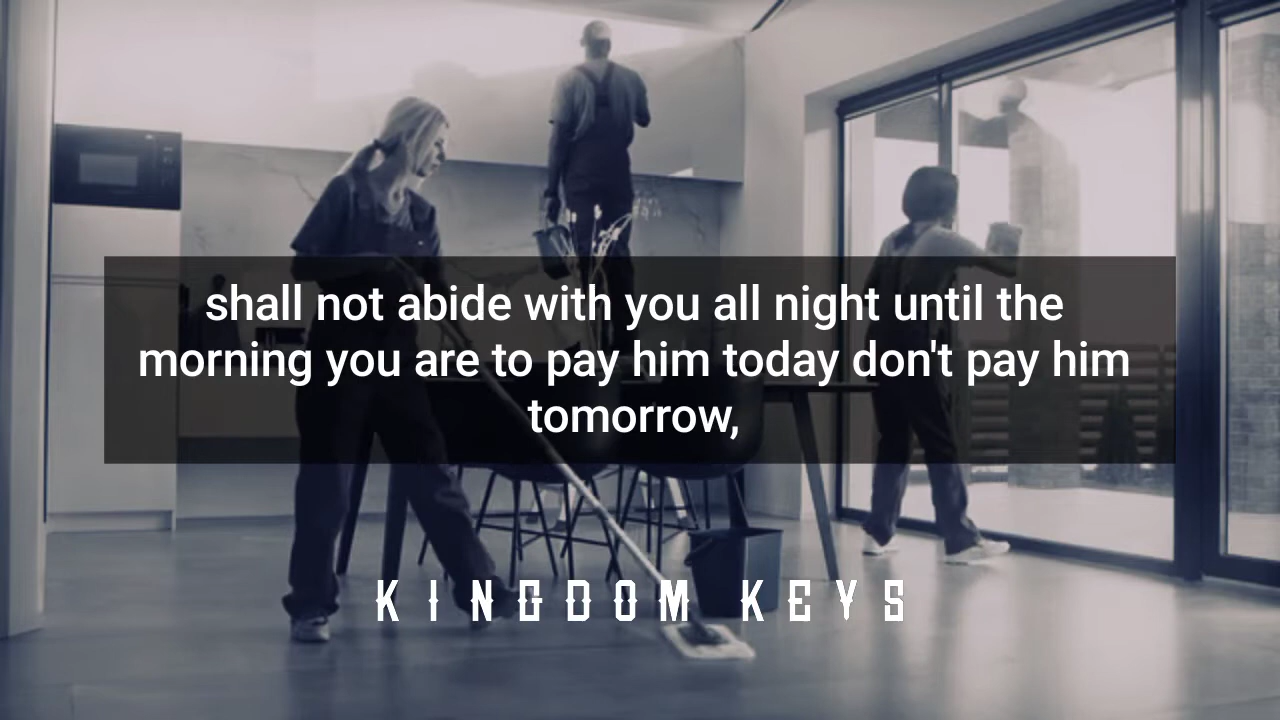 shall not abide with you all night until the
morning you are to pay him today don't pay him
tomorrow,
KINGDOM KEYS